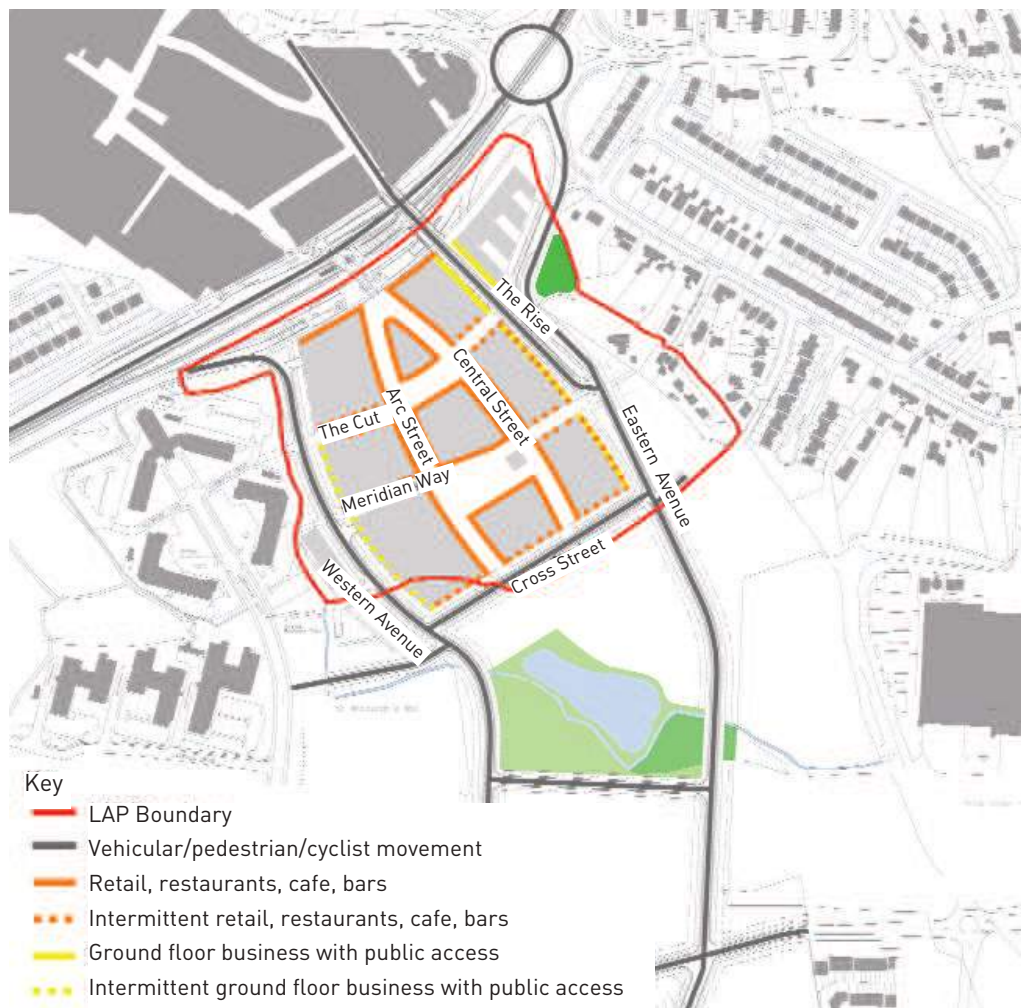 The Rise
Central Street
Arc Street
The Cut
Eastern Avenue
Meridian Way
Cross Street
Western Avenue
Key
LAP Boundary
Vehicular/pedestrian/cyclist movement
Retail, restaurants, cafe, bars
Intermittent retail, restaurants, cafe, bars
Ground floor business with public access
Intermittent ground floor business with public access